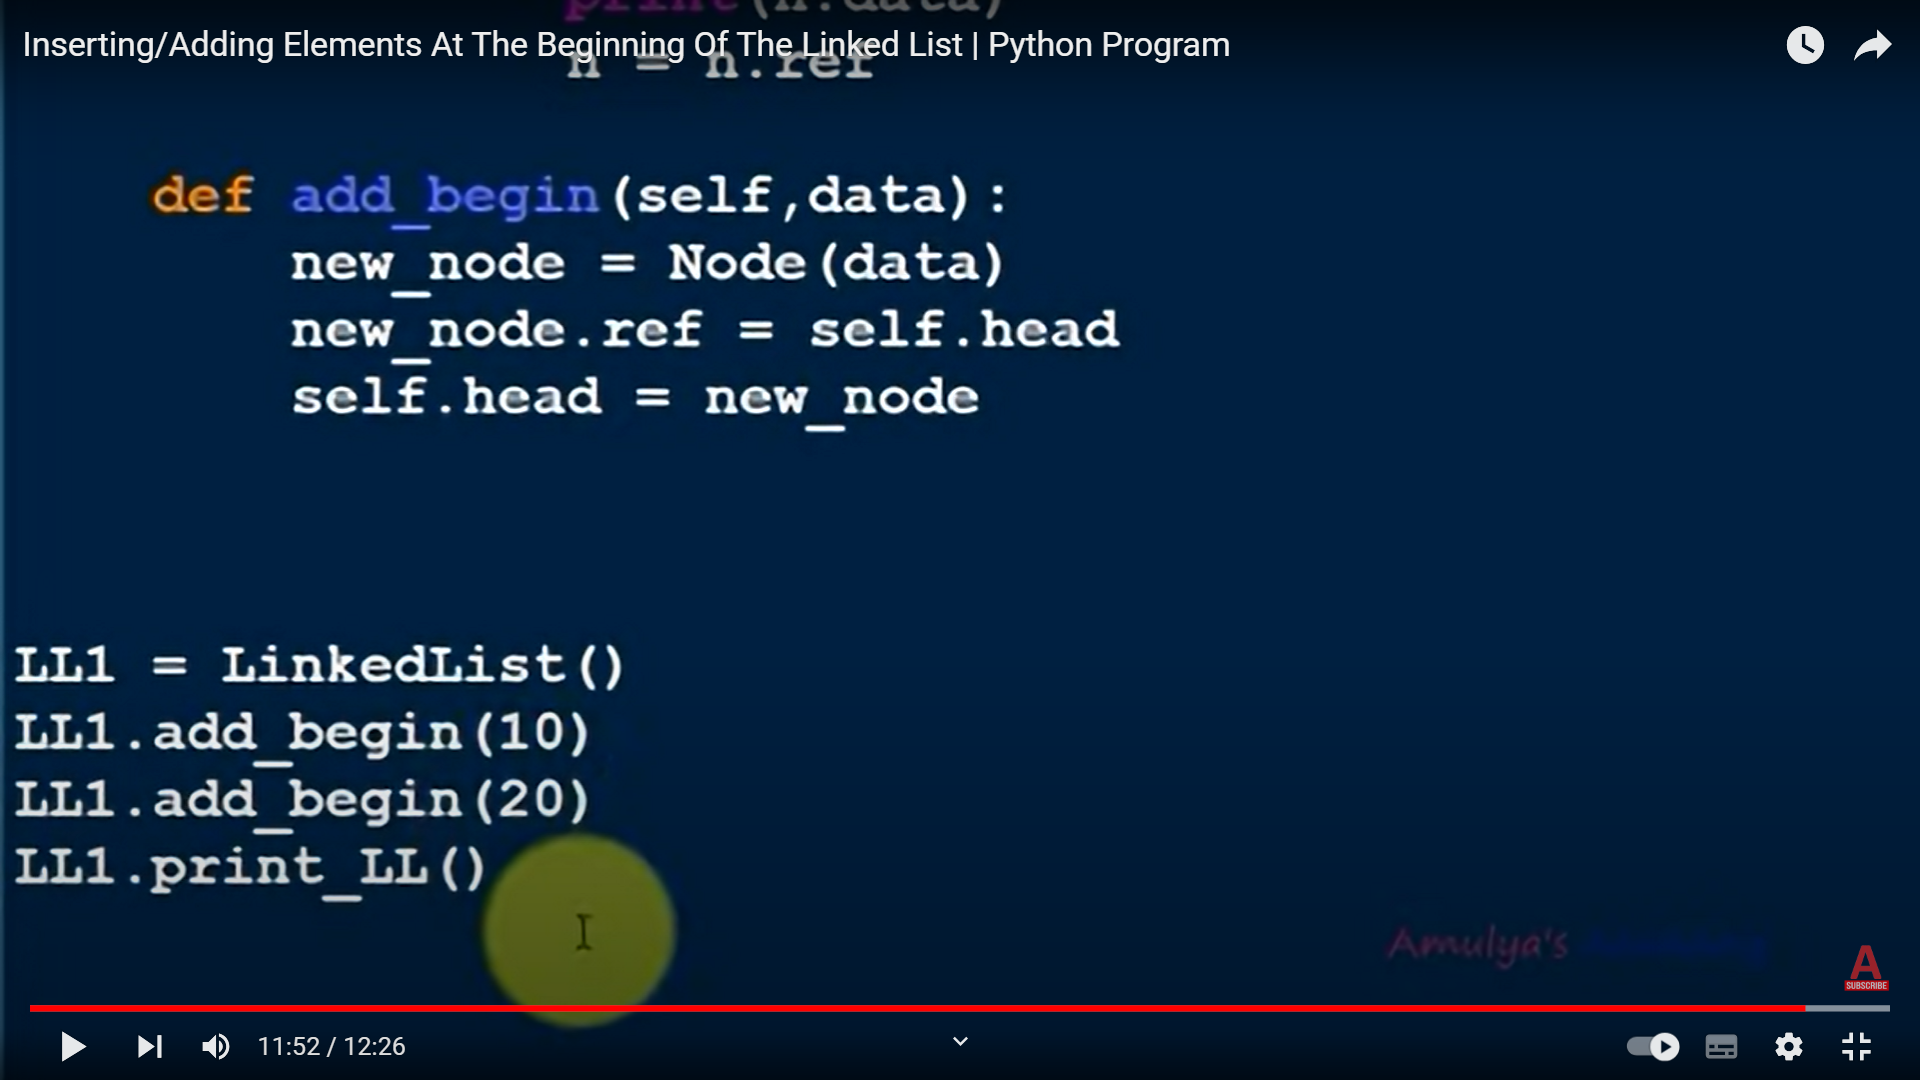 print(n.data)
Inserting/Adding Elements At The Beginning Of The Linked List | Python Program
n = n.ref
def add_begin(self,data):
new_node = Node(data)
new_node.ref = self.head
self.head = new_node
LL1 = LinkedList()
LL1.add_begin(10)
LL1.add_begin(20)
LL1.print_LL()
Amulya's
A
SUBSCRIBE
11:52 / 12:26